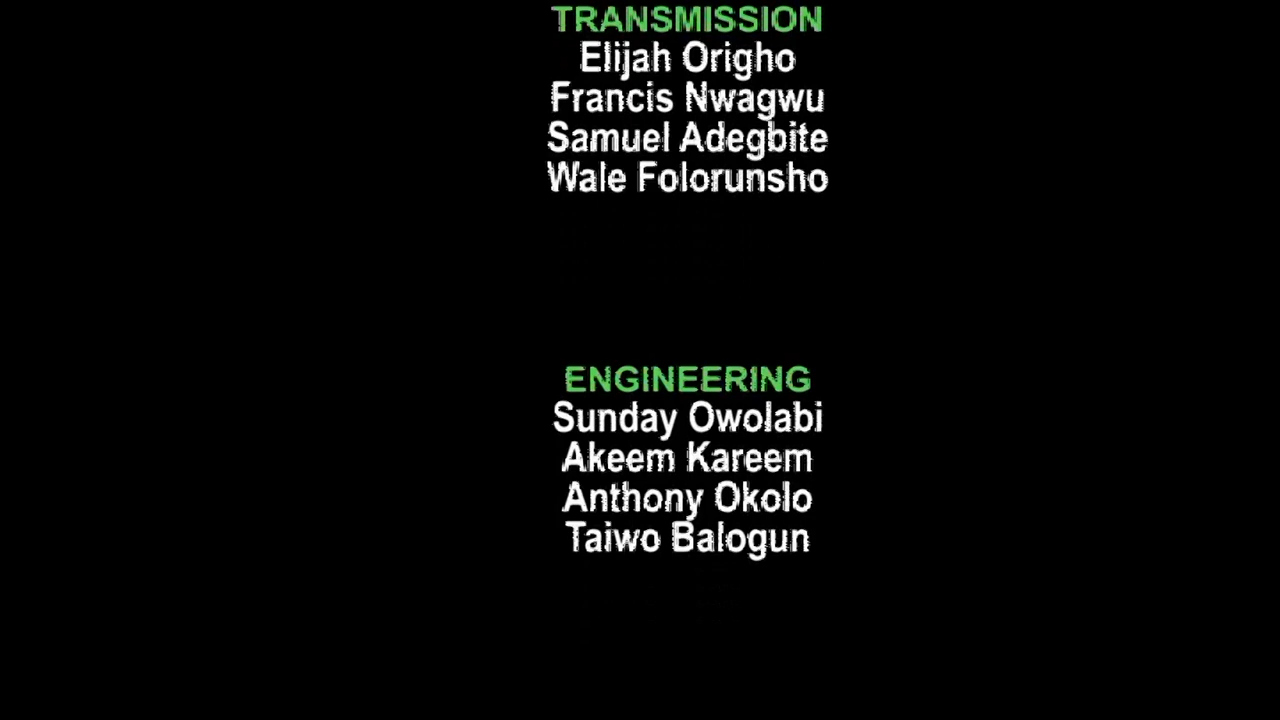 TRANSMISSION
Elijah Origho
Francis Nwagwu
Samuel Adegbite
Wale Folorunsho
ENGINEERING
Sunday Owolabi
Akeem Kareem
Anthony Okolo
Taiwo Balogun